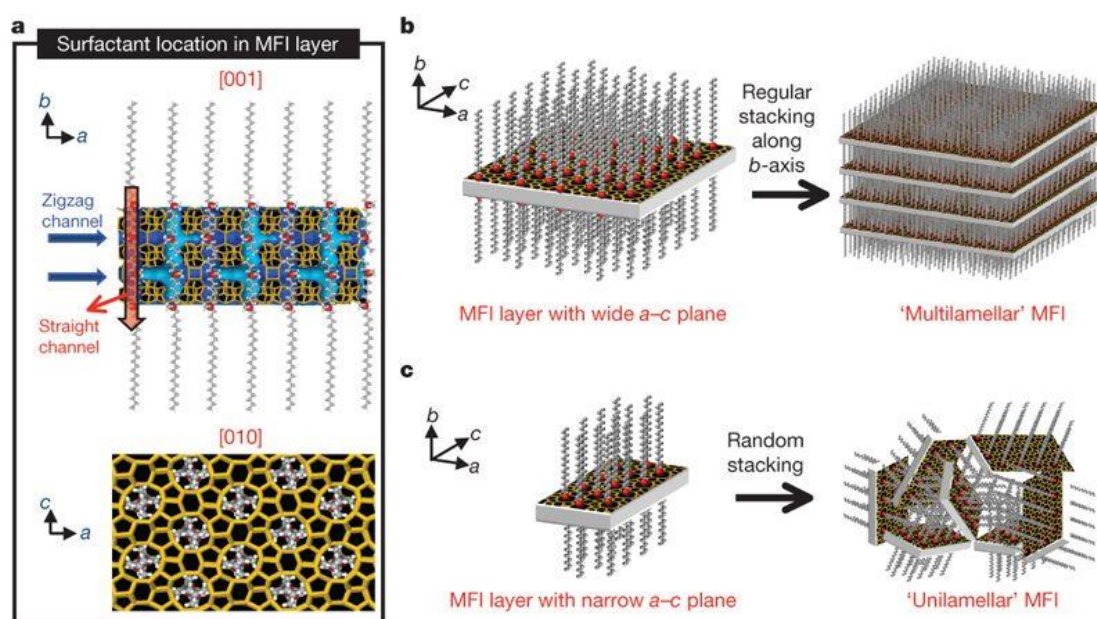 a
Surfactant location in MFI layer
[001]
b
a
Zigzag
channel
Straight
channel
[010]
c
a
b
b
c
a
Regular
stacking
along
b-axis
MFI layer with wide a–c plane
'Multilamellar' MFI
c
b
c
a
Random
stacking
MFI layer with narrow a–c plane
'Unilamellar' MFI